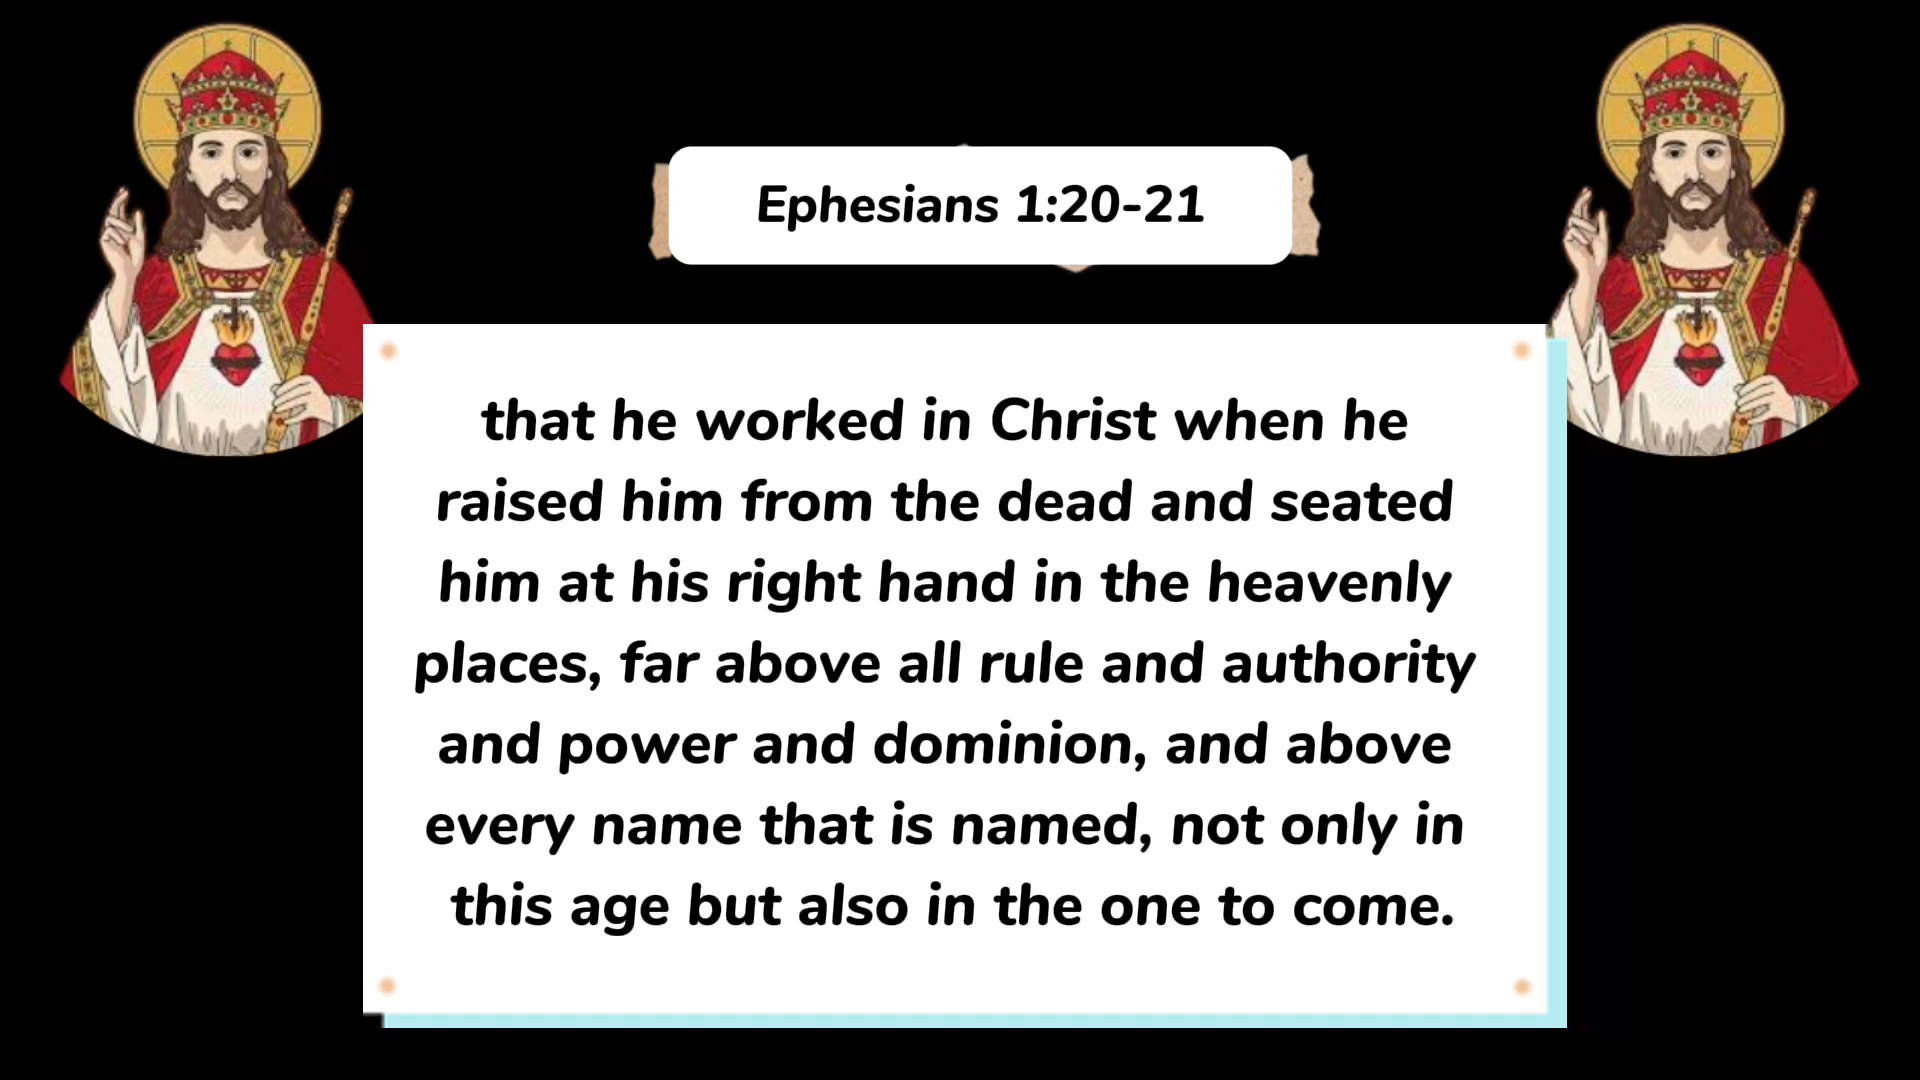 Ephesians 1:20-21
that he worked in Christ when he
raised him from the dead and seated
him at his right hand in the heavenly
places, far above all rule and authority
and power and dominion, and above
every name that is named, not only in
this age but also in the one to come.